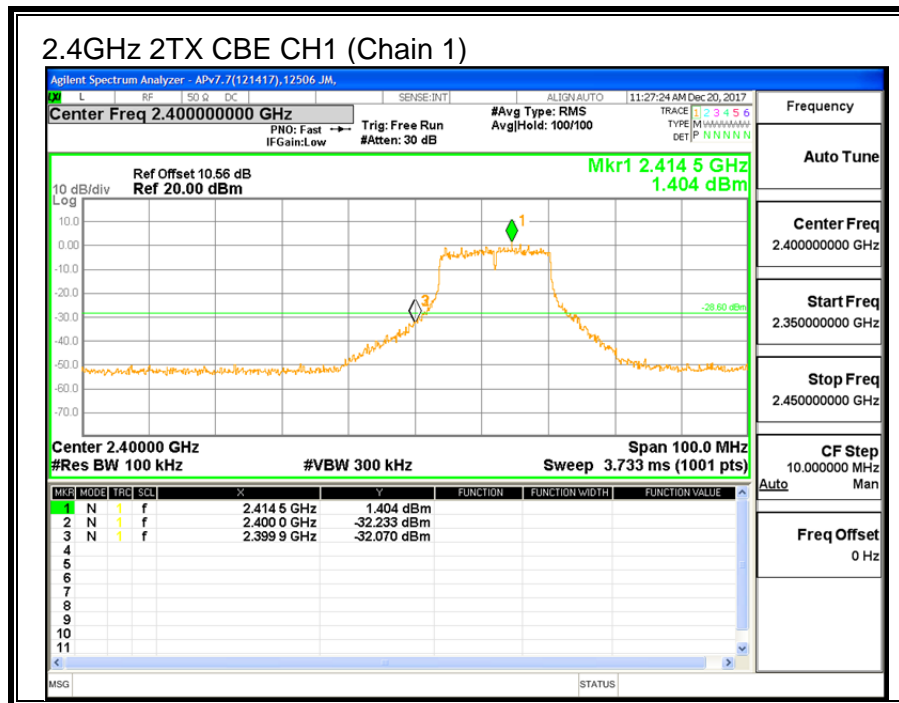 2.4GHz 2TX CBE CH1 (Chain 1)
Agilent Spectrum Analyzer - APv7.7(121417),12506 JM,
L RF 50 Ω DC SENSE:INT ALIGN AUTO 11:27:24 AM Dec 20, 2017
Center Freq 2.400000000 GHz
#Avg Type: RMS
TRACE 1 2 3 4 5 6
PNO: Fast
Trig: Free Run
Avg|Hold: 100/100
TYPE M
IFGain:Low
#Atten: 30 dB
DET P N N N N N
Mkr1 2.414 5 GHz
1.404 dBm
Ref Offset 10.56 dB
10 dB/div Ref 20.00 dBm
Log
10.0
0.00
-10.0
-20.0
-30.0
-40.0
-50.0
-60.0
-70.0
1
3
-28.60 dBm
Center 2.40000 GHz
Span 100.0 MHz
#Res BW 100 kHz
#VBW 300 kHz
Sweep 3.733 ms (1001 pts)
MKR MODE TRC SCL X Y FUNCTION FUNCTION WIDTH FUNCTION VALUE
1 N 1 f 2.414 5 GHz 1.404 dBm
2 N 1 f 2.400 0 GHz -32.233 dBm
3 N 1 f 2.399 9 GHz -32.070 dBm
4
5
6
7
8
9
10
11
MSG
STATUS
Frequency
Auto Tune
Center Freq
2.400000000 GHz
Start Freq
2.350000000 GHz
Stop Freq
2.450000000 GHz
CF Step
10.000000 MHz
Auto Man
Freq Offset
0 Hz